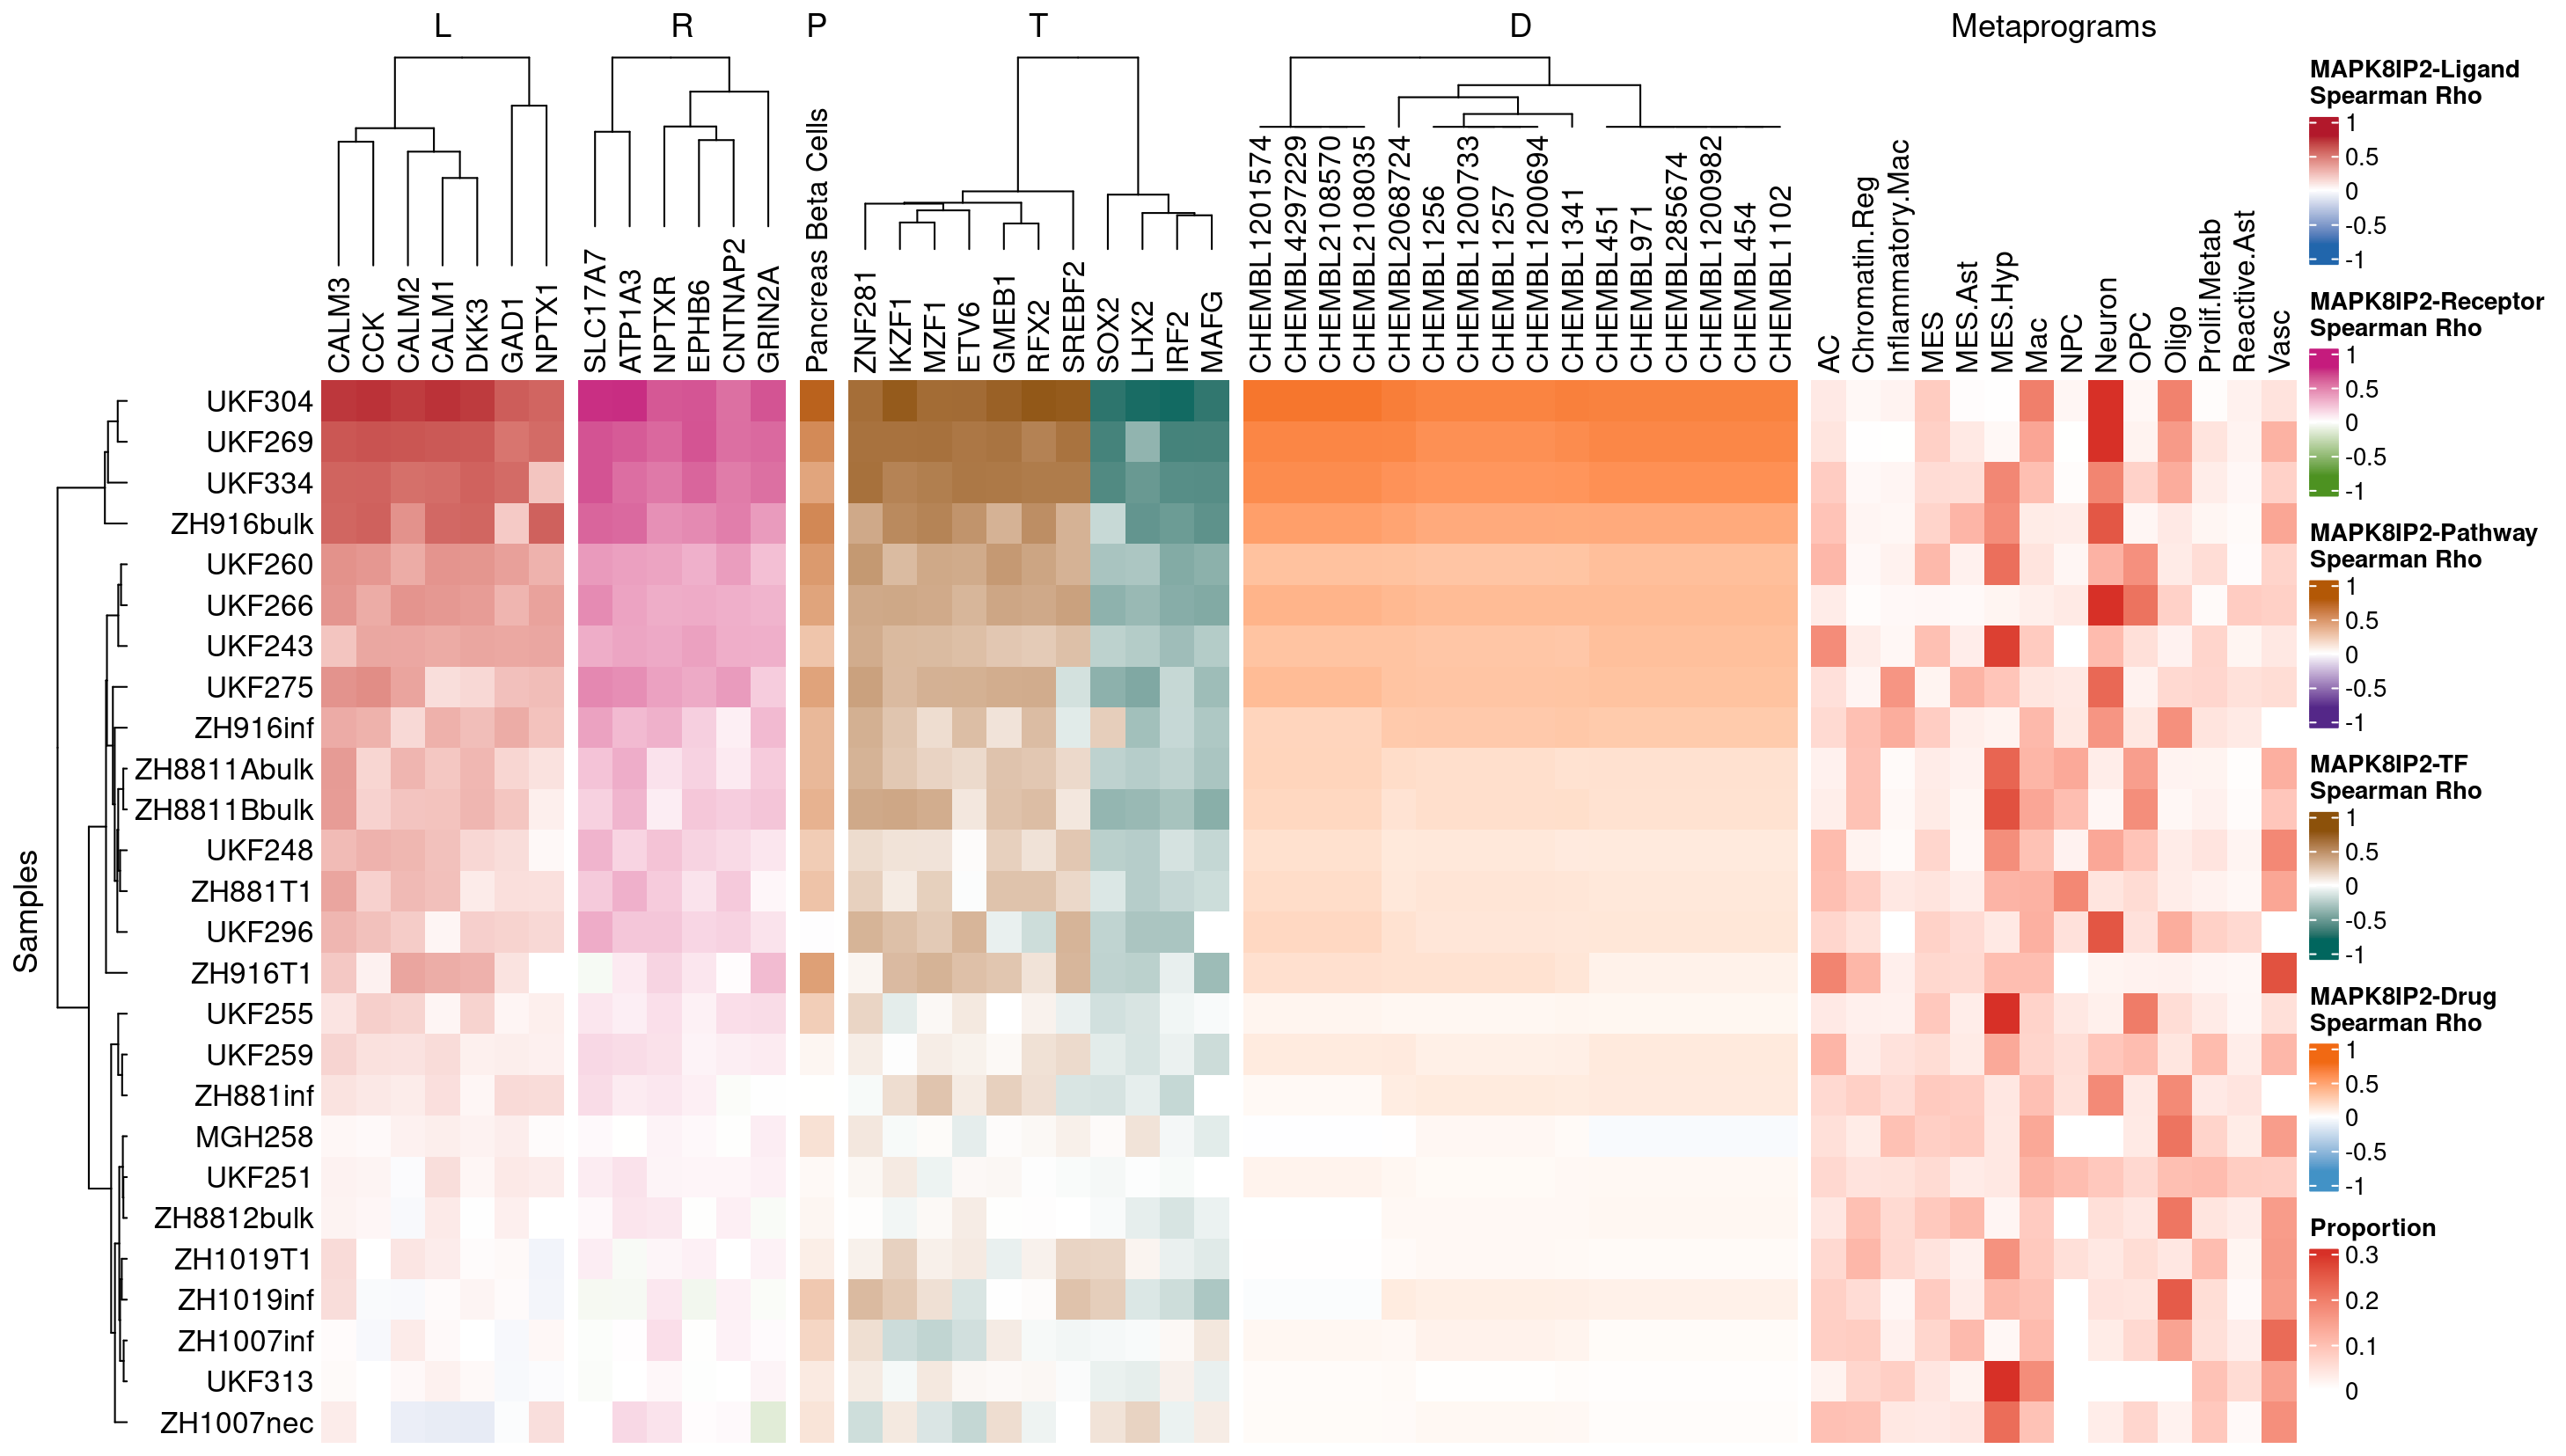 L R P T D Metaprograms
CALM3
CCK
CALM2
CALM1
DKK3
GAD1
NPTX1
SLC17A7
ATP1A3
NPTXR
EPHB6
CNTNAP2
GRIN2A
Pancreas Beta Cells
ZNF281
IKZF1
MZF1
ETV6
GMEB1
RFX2
SREBF2
SOX2
LHX2
IRF2
MAFG
CHEMBL1201574
CHEMBL4297229
CHEMBL2108570
CHEMBL2108035
CHEMBL2068724
CHEMBL1256
CHEMBL1200733
CHEMBL1257
CHEMBL1200694
CHEMBL1341
CHEMBL451
CHEMBL971
CHEMBL285674
CHEMBL1200982
CHEMBL454
CHEMBL1102
AC
Chromatin.Reg
Inflammatory.Mac
MES
MES.Ast
MES.Hyp
Mac
NPC
Neuron
OPC
Oligo
Prolif.Metab
Reactive.Ast
Vasc
Samples
UKF304
UKF269
UKF334
ZH916bulk
UKF260
UKF266
UKF243
UKF275
ZH916inf
ZH8811Abulk
ZH8811Bbulk
UKF248
ZH881T1
UKF296
ZH916T1
UKF255
UKF259
ZH881inf
MGH258
UKF251
ZH8812bulk
ZH1019T1
ZH1019inf
ZH1007inf
UKF313
ZH1007nec
MAPK8IP2-Ligand
Spearman Rho
1
0.5
0
-0.5
-1
MAPK8IP2-Receptor
Spearman Rho
1
0.5
0
-0.5
-1
MAPK8IP2-Pathway
Spearman Rho
1
0.5
0
-0.5
-1
MAPK8IP2-TF
Spearman Rho
1
0.5
0
-0.5
-1
MAPK8IP2-Drug
Spearman Rho
1
0.5
0
-0.5
-1
Proportion
0.3
0.2
0.1
0